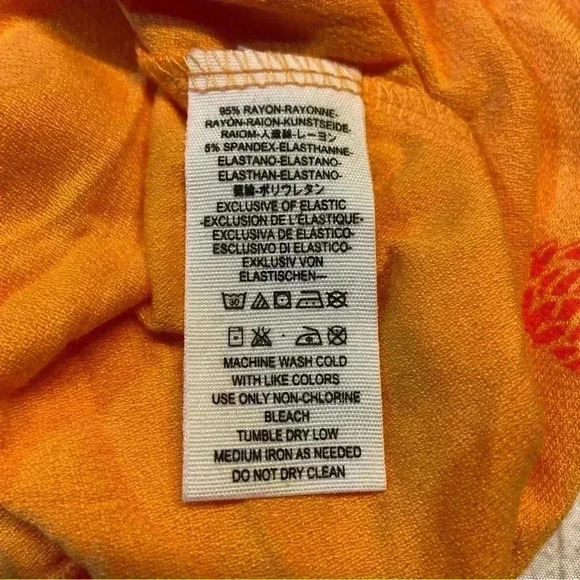 95% RAYON-RAYONNE-
RAYON-RAION-KUNSTSEIDE-
RAIOM-人造絲-レーヨン
5% SPANDEX-ELASTHANNE-
ELASTANO-ELASTANO-
ELASTHAN-ELASTANO-
ポリウレタン
EXCLUSIVE OF ELASTIC
-EXCLUSION DE L'ÉLASTIQUE-
EXCLUSIVA DE ELÁSTICO-
ESCLUSIVO DI ELASTICO-
EXKLUSIV VON
ELASTISCHEN—
30
MACHINE WASH COLD
WITH LIKE COLORS
USE ONLY NON-CHLORINE
BLEACH
TUMBLE DRY LOW
MEDIUM IRON AS NEEDED
DO NOT DRY CLEAN